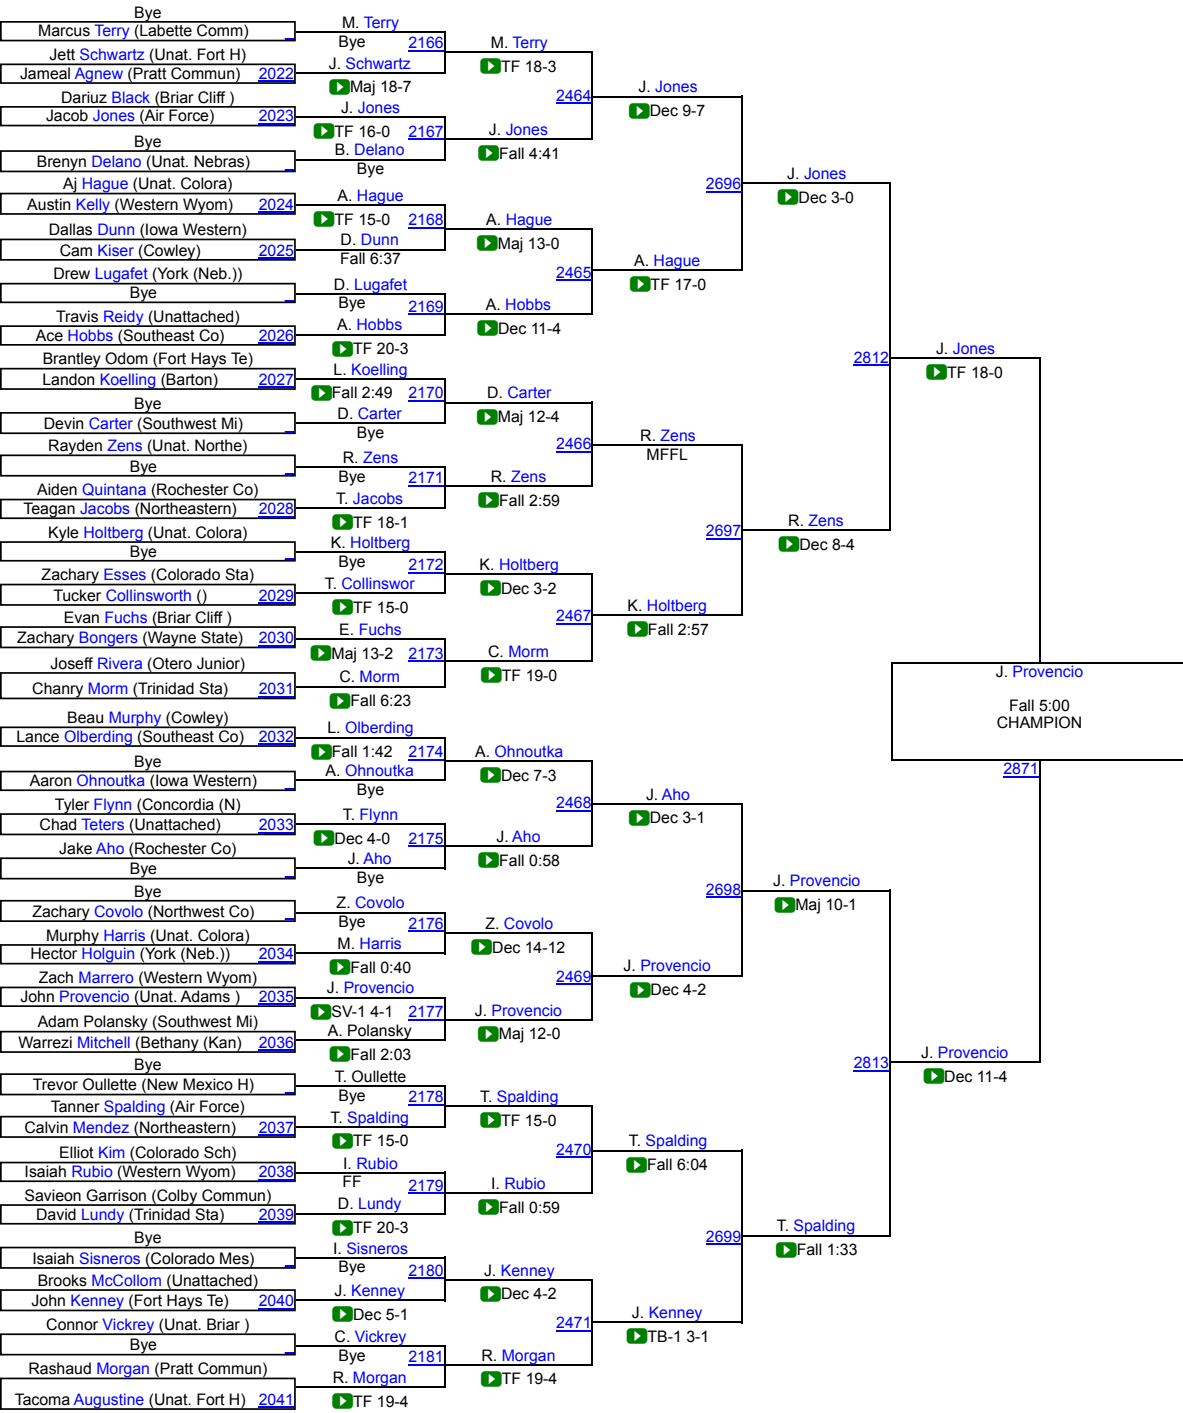 Bye
Marcus Terry (Labette Comm)
Jett Schwartz (Unat. Fort H)
Jameal Agnew (Pratt Commun) 2022
Dariuz Black (Briar Cliff )
Jacob Jones (Air Force) 2023
Bye
Brenyn Delano (Unat. Nebras)
Aj Hague (Unat. Colora)
Austin Kelly (Western Wyom) 2024
Dallas Dunn (Iowa Western)
Cam Kiser (Cowley) 2025
Drew Lugafet (York (Neb.))
Bye
Travis Reidy (Unattached)
Ace Hobbs (Southeast Co) 2026
Brantley Odom (Fort Hays Te)
Landon Koelling (Barton) 2027
Bye
Devin Carter (Southwest Mi)
Rayden Zens (Unat. Northe)
Bye
Aiden Quintana (Rochester Co)
Teagan Jacobs (Northeastern) 2028
Kyle Holtberg (Unat. Colora)
Bye
Zachary Esses (Colorado Sta)
Tucker Collinsworth () 2029
Evan Fuchs (Briar Cliff )
Zachary Bongers (Wayne State) 2030
Joseff Rivera (Otero Junior)
Chanry Morm (Trinidad Sta) 2031
Beau Murphy (Cowley)
Lance Olberding (Southeast Co) 2032
Bye
Aaron Ohnoutka (Iowa Western)
Tyler Flynn (Concordia (N)
Chad Teters (Unattached) 2033
Jake Aho (Rochester Co)
Bye
Bye
Zachary Covolo (Northwest Co)
Murphy Harris (Unat. Colora)
Hector Holguin (York (Neb.)) 2034
Zach Marrero (Western Wyom)
John Provencio (Unat. Adams ) 2035
Adam Polansky (Southwest Mi)
Warrezi Mitchell (Bethany (Kan) 2036
Bye
Trevor Oullette (New Mexico H)
Tanner Spalding (Air Force)
Calvin Mendez (Northeastern) 2037
Elliot Kim (Colorado Sch)
Isaiah Rubio (Western Wyom) 2038
Savieon Garrison (Colby Commun)
David Lundy (Trinidad Sta) 2039
Bye
Isaiah Sisneros (Colorado Mes)
Brooks McCollom (Unattached)
John Kenney (Fort Hays Te) 2040
Connor Vickrey (Unat. Briar )
Bye
Rashaud Morgan (Pratt Commun)
Tacoma Augustine (Unat. Fort H) 2041
M. Terry
Bye 2166
J. Schwartz
Maj 18-7
J. Jones
TF 16-0 2167
B. Delano
Bye
A. Hague
TF 15-0 2168
D. Dunn
Fall 6:37
D. Lugafet
Bye 2169
A. Hobbs
TF 20-3
L. Koelling
Fall 2:49 2170
D. Carter
Bye
R. Zens
Bye 2171
T. Jacobs
TF 18-1
K. Holtberg
Bye 2172
T. Collinswor
TF 15-0
E. Fuchs
Maj 13-2 2173
C. Morm
Fall 6:23
L. Olberding
Fall 1:42 2174
A. Ohnoutka
Bye
T. Flynn
Dec 4-0 2175
J. Aho
Bye
Z. Covolo
Bye 2176
M. Harris
Fall 0:40
J. Provencio
SV-1 4-1 2177
A. Polansky
Fall 2:03
T. Oullette
Bye 2178
T. Spalding
TF 15-0
I. Rubio
FF 2179
D. Lundy
TF 20-3
I. Sisneros
Bye 2180
J. Kenney
Dec 5-1
C. Vickrey
Bye 2181
R. Morgan
TF 19-4
M. Terry
TF 18-3
2464
J. Jones
Fall 4:41
A. Hague
Maj 13-0
2465
A. Hobbs
Dec 11-4
D. Carter
Maj 12-4
2466
R. Zens
Fall 2:59
K. Holtberg
Dec 3-2
2467
C. Morm
TF 19-0
A. Ohnoutka
Dec 7-3
2468
J. Aho
Fall 0:58
Z. Covolo
Dec 14-12
2469
J. Provencio
Maj 12-0
T. Spalding
TF 15-0
2470
I. Rubio
Fall 0:59
J. Kenney
Dec 4-2
2471
R. Morgan
TF 19-4
J. Jones
Dec 9-7
2696
A. Hague
TF 17-0
R. Zens
MFFL
2697
K. Holtberg
Fall 2:57
J. Aho
Dec 3-1
2698
J. Provencio
Dec 4-2
T. Spalding
Fall 6:04
2699
J. Kenney
TB-1 3-1
J. Jones
Dec 3-0
2812
R. Zens
Dec 8-4
J. Provencio
Maj 10-1
2813
T. Spalding
Fall 1:33
J. Jones
TF 18-0
J. Provencio
Dec 11-4
J. Provencio
Fall 5:00
CHAMPION
2871